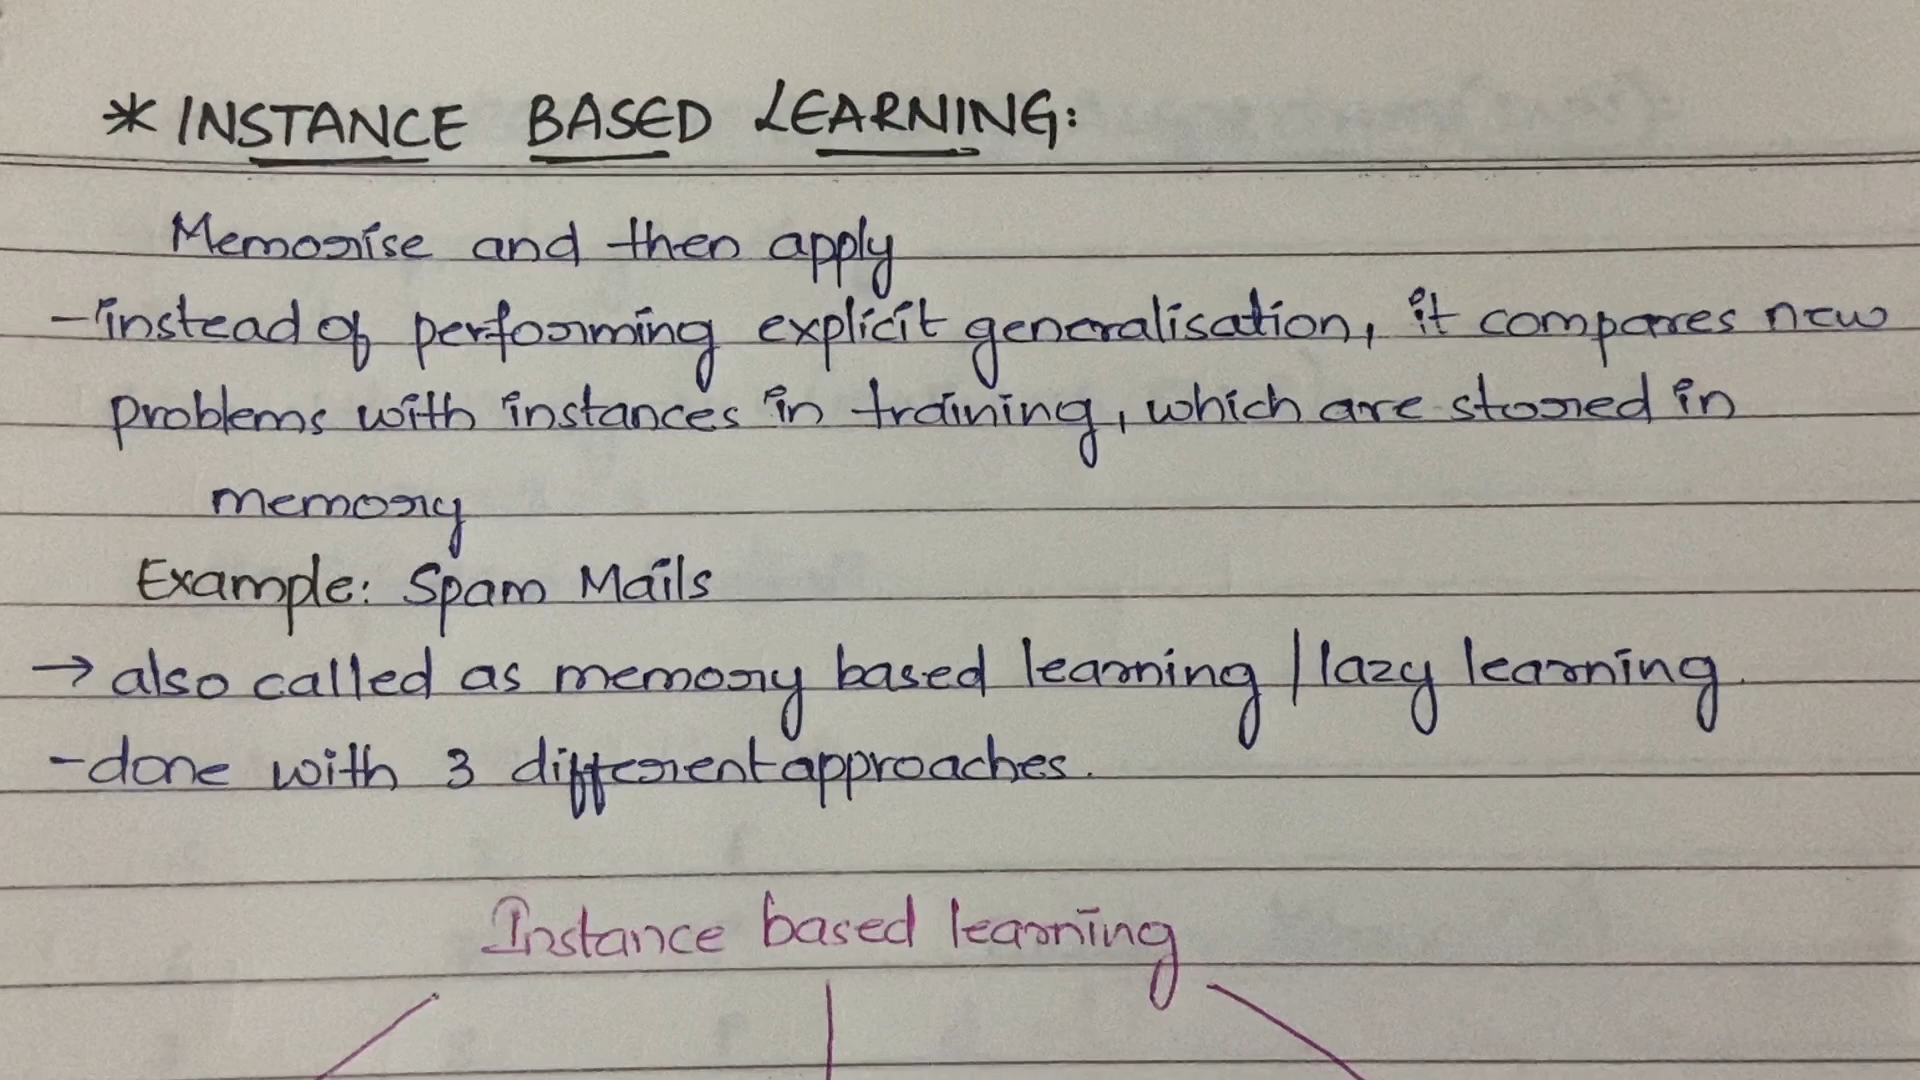 * INSTANCE BASED LEARNING:
Memorise and then apply
- instead of performing explicit generalisation, it compares new
problems with instances in training, which are stored in
memory
Example: Spam Mails
→ also called as memory based learning / lazy learning.
- done with 3 different approaches.
Instance based learning